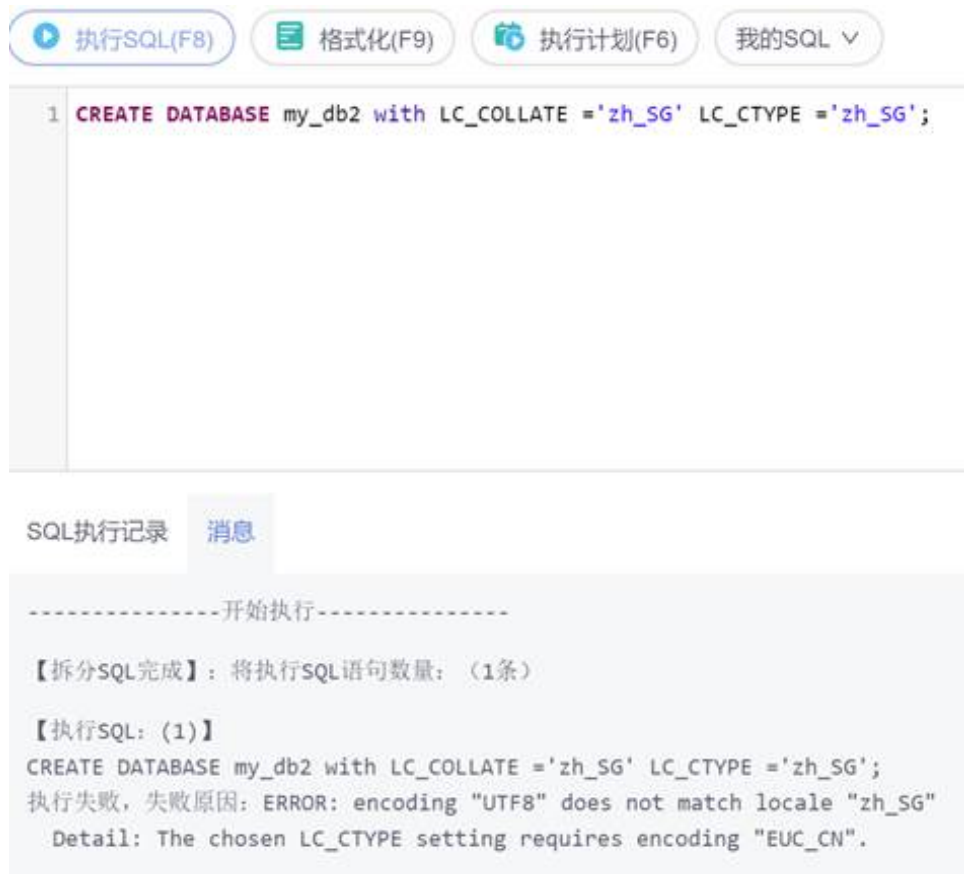 执行SQL(F8) 格式化(F9) 执行计划(F6) 我的SQL
1 CREATE DATABASE my_db2 with LC_COLLATE ='zh_SG' LC_CTYPE ='zh_SG';
SQL执行记录 消息
---------------开始执行---------------
【拆分SQL完成】：将执行SQL语句数量：（1条）
【执行SQL：(1)】
CREATE DATABASE my_db2 with LC_COLLATE ='zh_SG' LC_CTYPE ='zh_SG';
执行失败，失败原因：ERROR: encoding "UTF8" does not match locale "zh_SG"
Detail: The chosen LC_CTYPE setting requires encoding "EUC_CN".